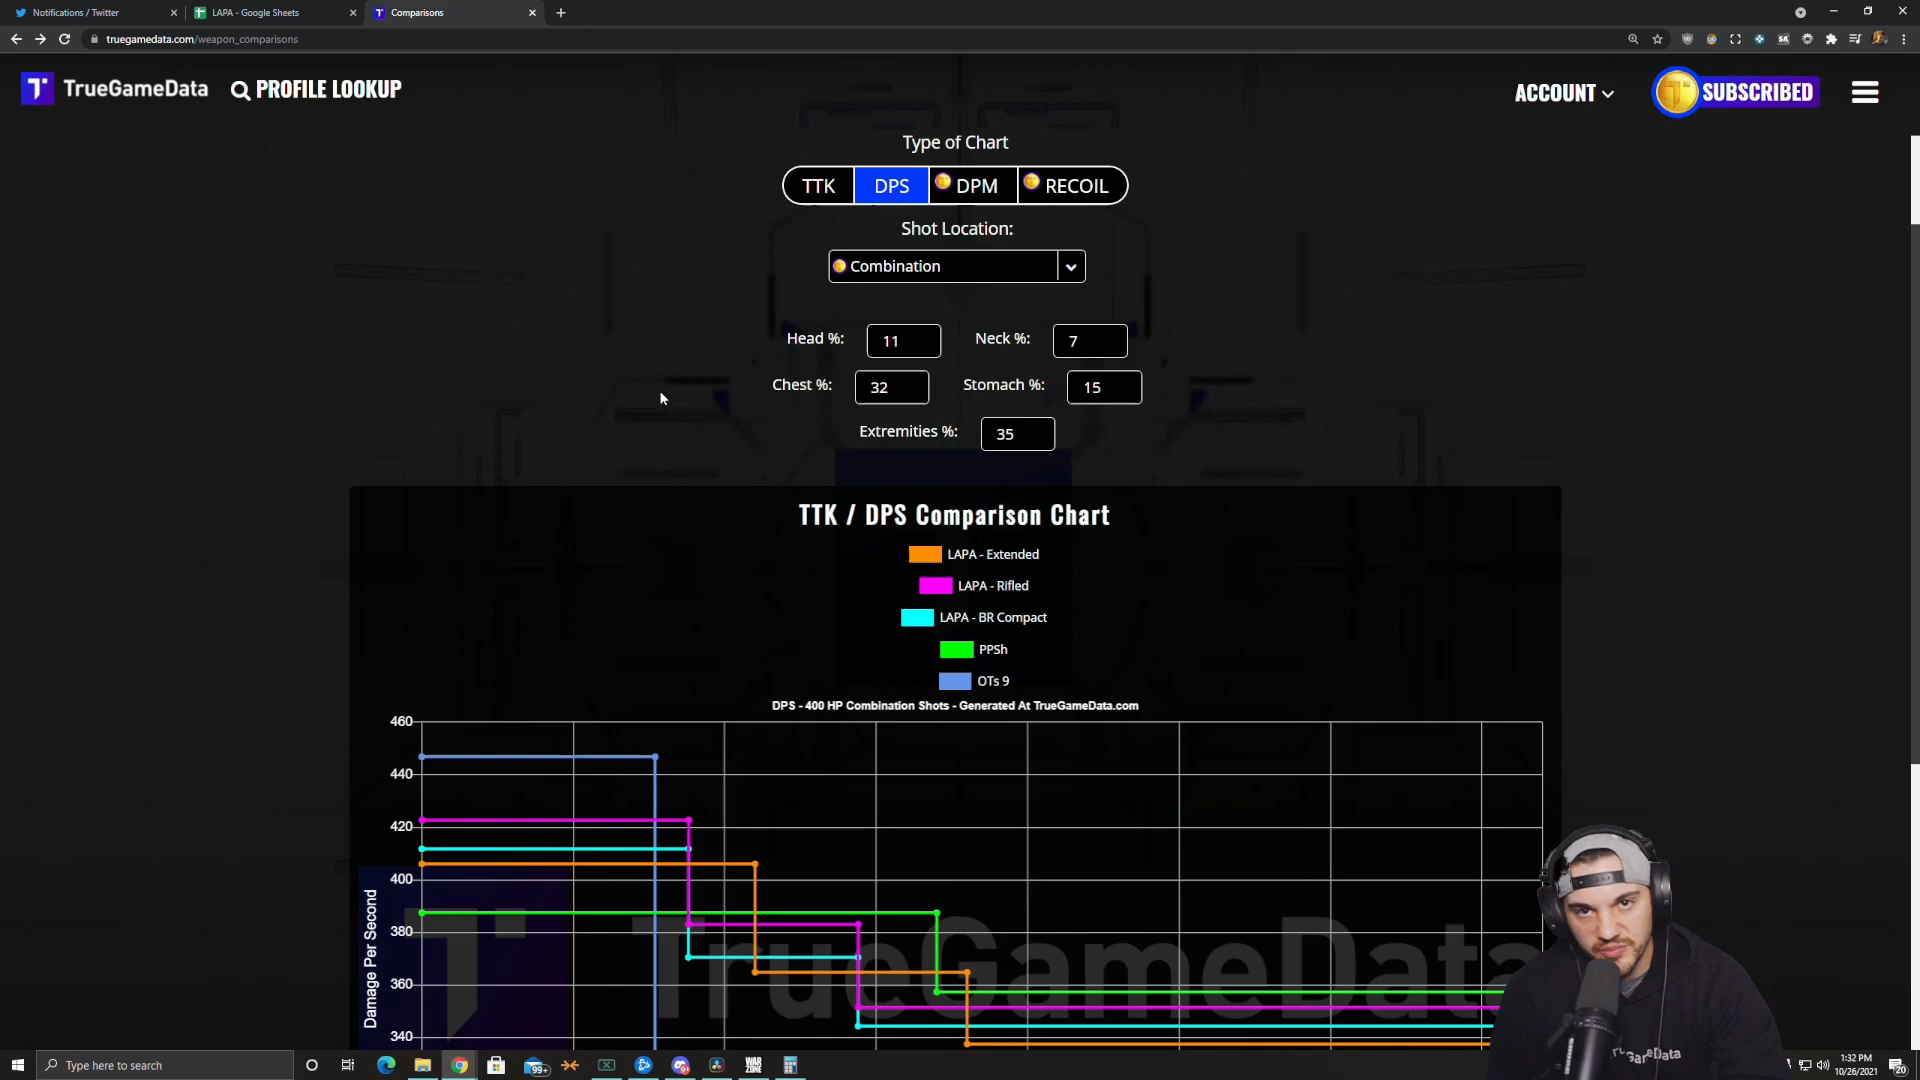 Notifications / Twitter
LAPA - Google Sheets
Comparisons
truegamedata.com/weapon_comparisons
TrueGameData
PROFILE LOOKUP
ACCOUNT
SUBSCRIBED
Type of Chart
TTK DPS DPM RECOIL
Shot Location:
Combination
Head %: 11 Neck %: 7
Chest %: 32 Stomach %: 15
Extremities %: 35
TTK / DPS Comparison Chart
LAPA - Extended
LAPA - Rifled
LAPA - BR Compact
PPSh
OTs 9
DPS - 400 HP Combination Shots - Generated At TrueGameData.com
460
440
420
400
380
360
340
Damage Per Second
TrueGameData
Type here to search
99+
WAR
ZONE
1:32 PM
10/26/2021
20